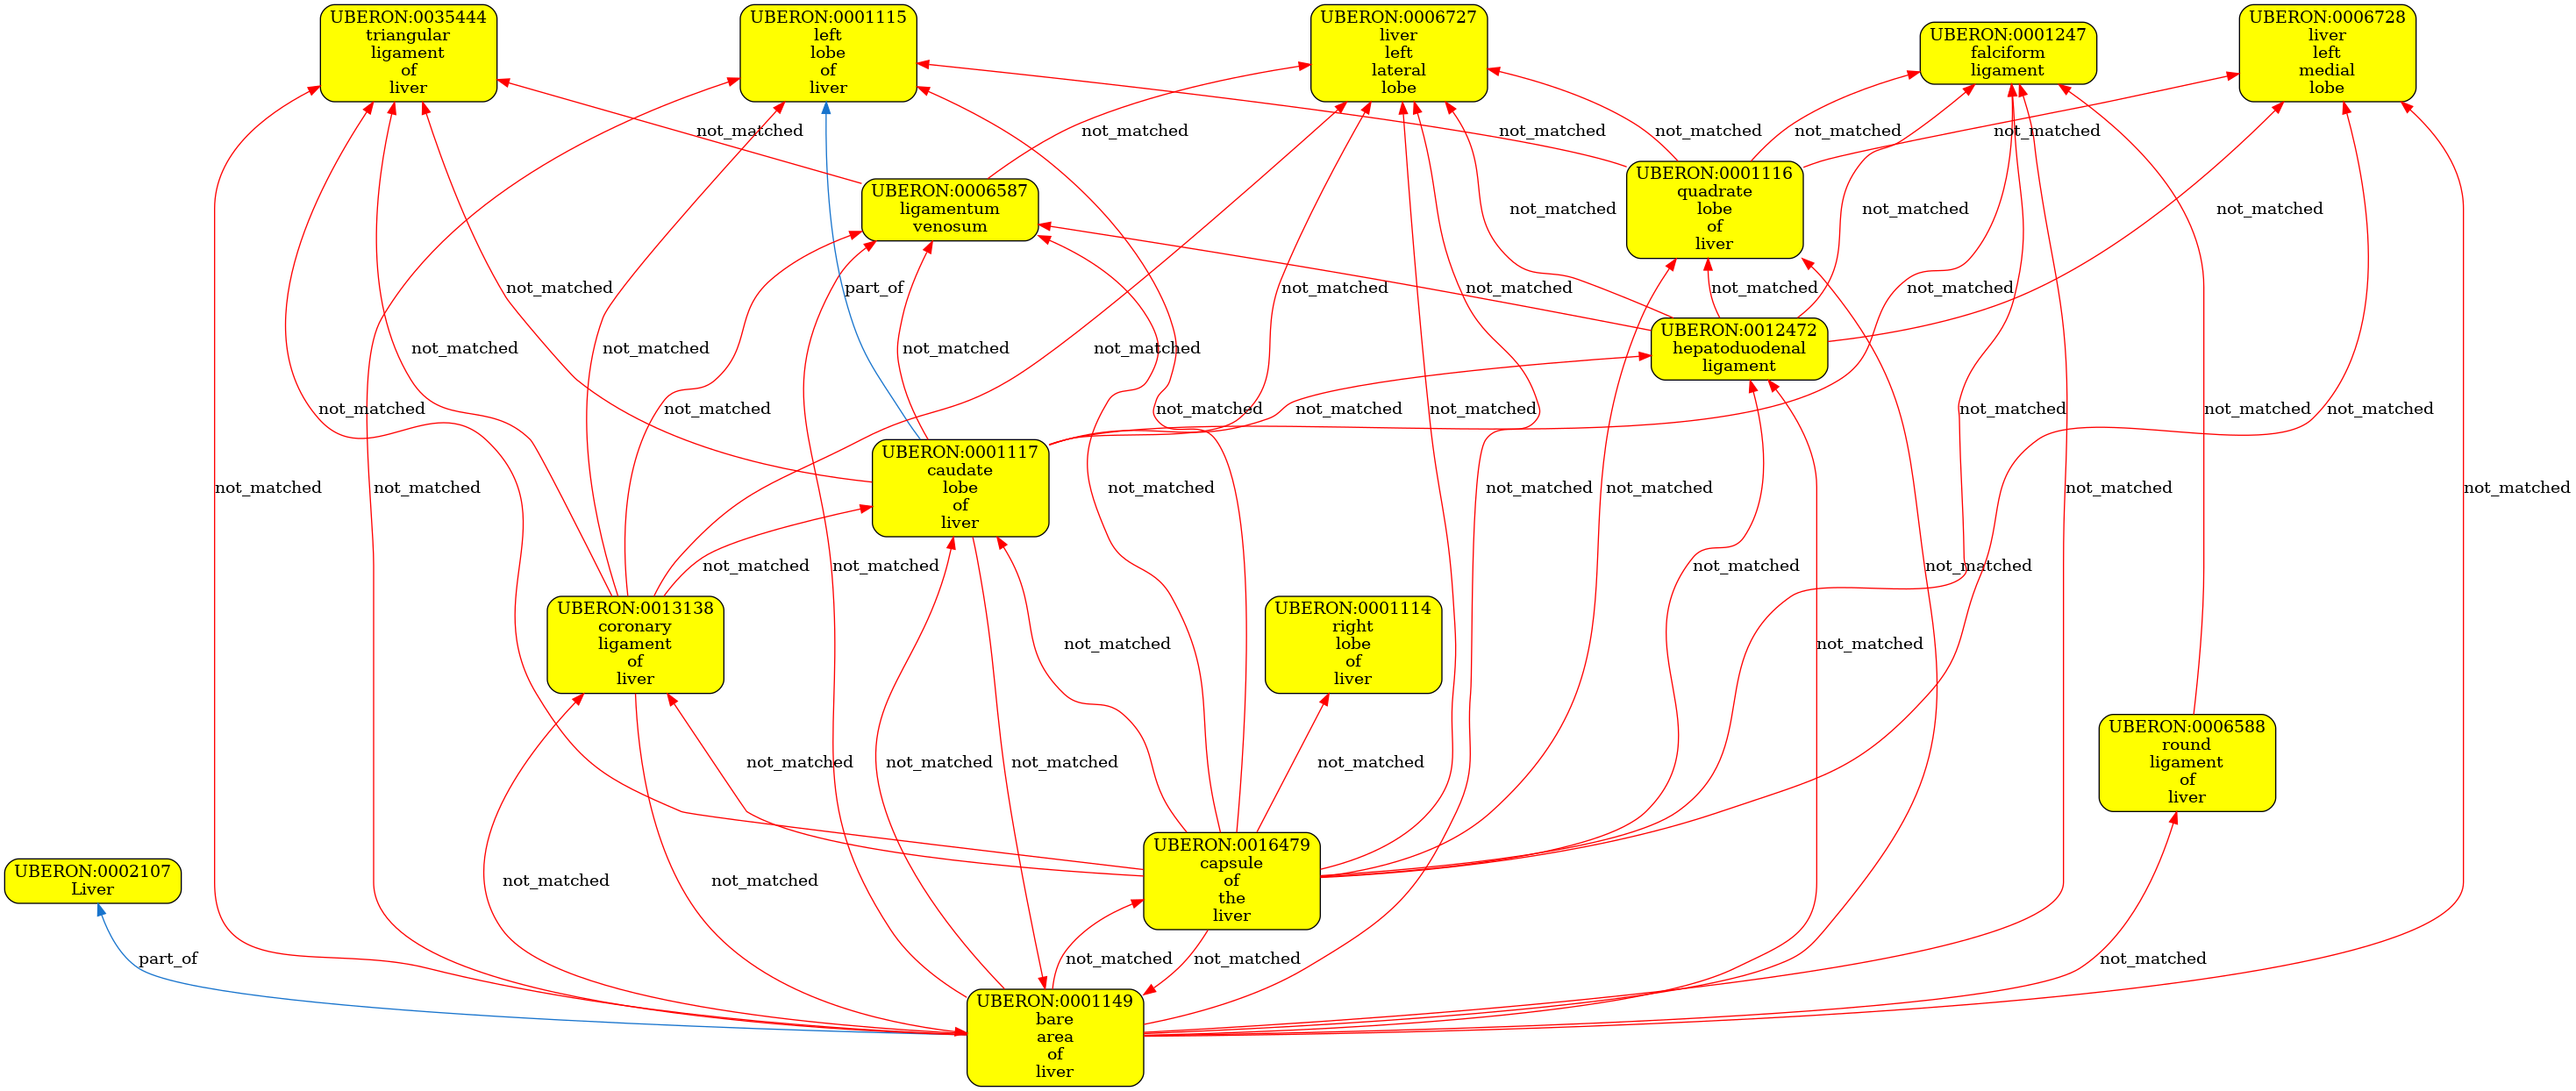 UBERON:0035444
triangular
ligament
of
liver
UBERON:0001115
left
lobe
of
liver
UBERON:0006727
liver
left
lateral
lobe
UBERON:0001247
falciform
ligament
UBERON:0006728
liver
left
medial
lobe
not_matched
not_matched
not_matched
not_matched
not_matched
not_matched
UBERON:0006587
ligamentum
venosum
not_matched
UBERON:0001116
quadrate
lobe
of
liver
not_matched
not_matched
not_matched
part_of
not_matched
not_matched
not_matched
not_matched
not_matched
not_matched
not_matched
not_matched
UBERON:0012472
hepatoduodenal
ligament
not_matched
not_matched
not_matched
not_matched
not_matched
not_matched
not_matched
not_matched
not_matched
UBERON:0001117
caudate
lobe
of
liver
not_matched
not_matched
not_matched
not_matched
not_matched
not_matched
not_matched
not_matched
not_matched
not_matched
not_matched
UBERON:0013138
coronary
ligament
of
liver
not_matched
UBERON:0001114
right
lobe
of
liver
not_matched
not_matched
not_matched
not_matched
not_matched
UBERON:0006588
round
ligament
of
liver
UBERON:0002107
Liver
not_matched
not_matched
UBERON:0016479
capsule
of
the
liver
part_of
not_matched
not_matched
not_matched
UBERON:0001149
bare
area
of
liver